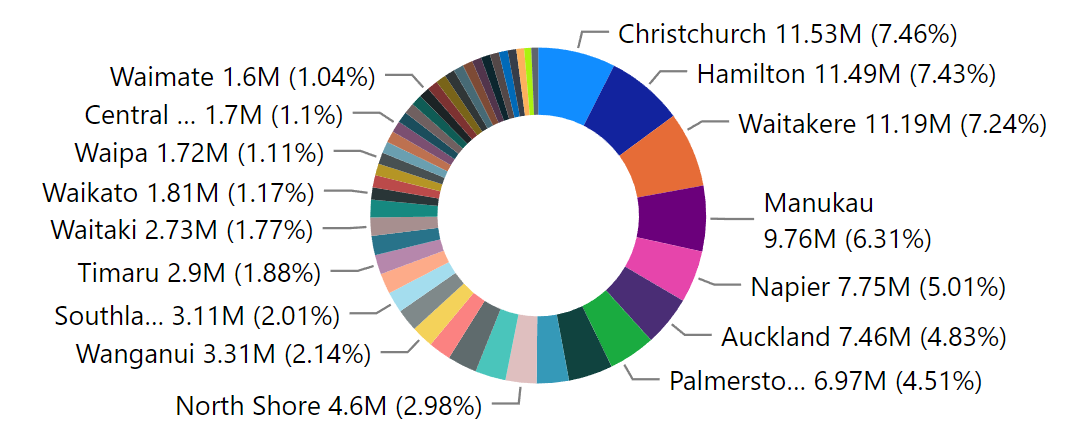 Christchurch 11.53M (7.46%)
Hamilton 11.49M (7.43%)
Waitakere 11.19M (7.24%)
Manukau
9.76M (6.31%)
Napier 7.75M (5.01%)
Auckland 7.46M (4.83%)
Palmersto... 6.97M (4.51%)
North Shore 4.6M (2.98%)
Wanganui 3.31M (2.14%)
Southla... 3.11M (2.01%)
Timaru 2.9M (1.88%)
Waitaki 2.73M (1.77%)
Waikato 1.81M (1.17%)
Waipa 1.72M (1.11%)
Central ... 1.7M (1.1%)
Waimate 1.6M (1.04%)